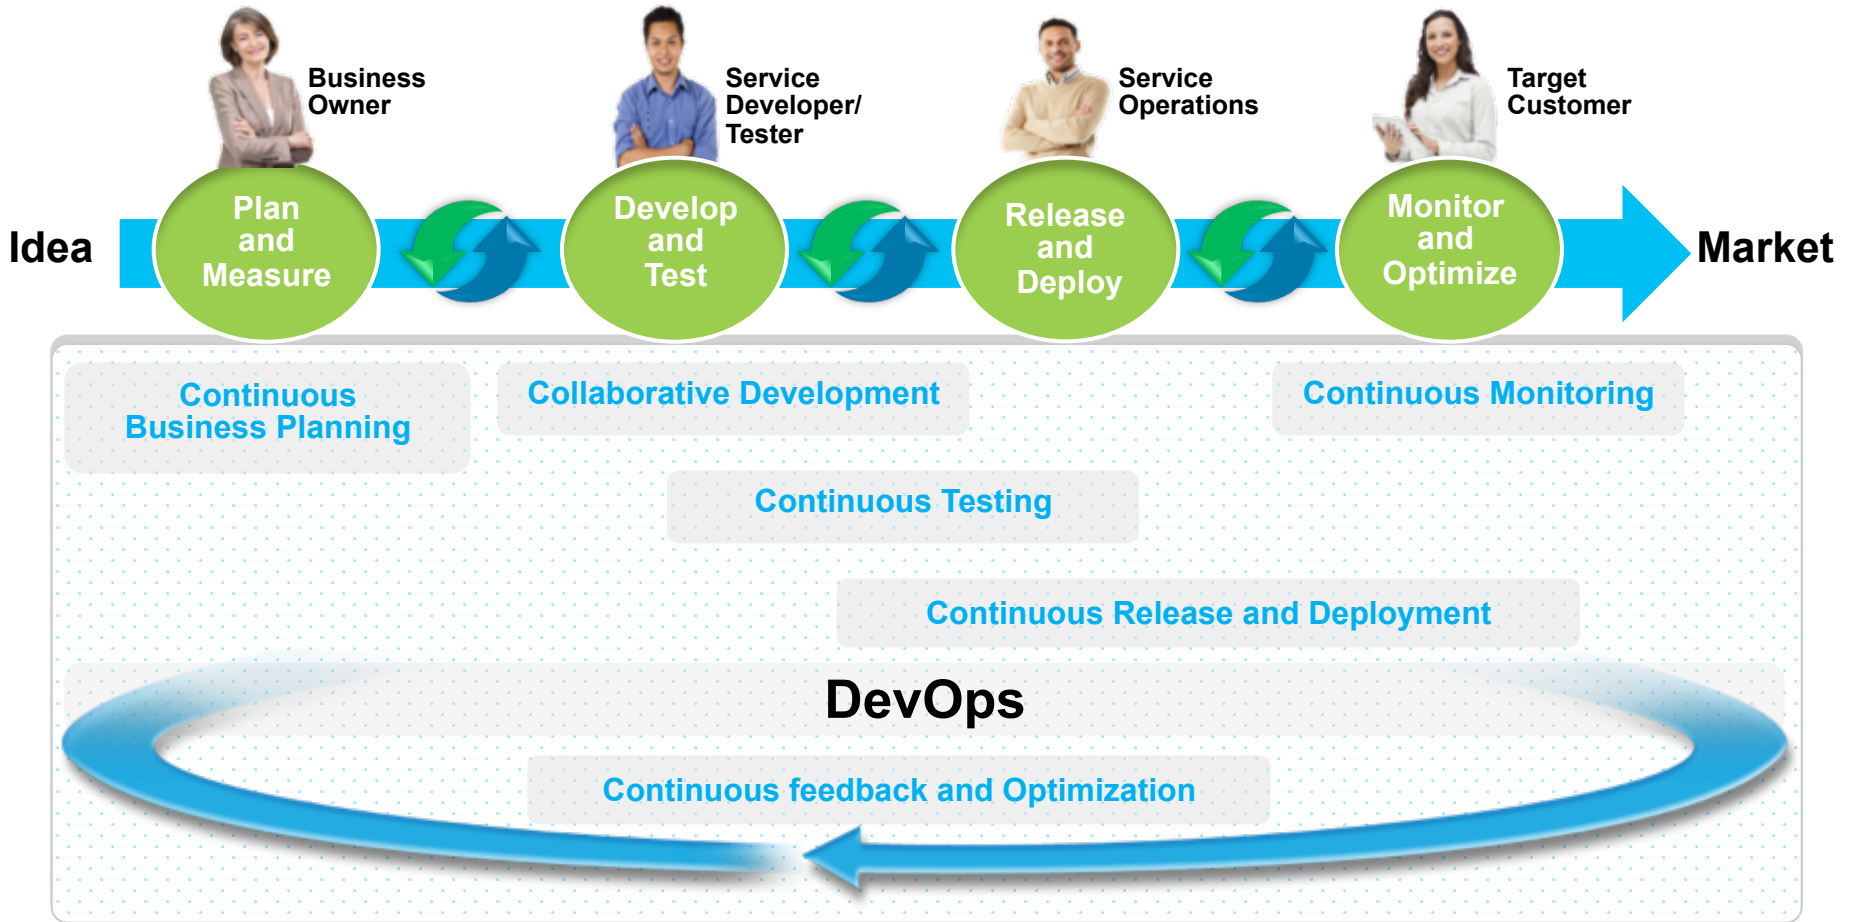 Business
Owner
Service
Developer/
Tester
Service
Operations
Target
Customer
Idea
Plan
and
Measure
Develop
and
Test
Release
and
Deploy
Monitor
and
Optimize
Market
Continuous
Business Planning
Collaborative Development
Continuous Monitoring
Continuous Testing
Continuous Release and Deployment
DevOps
Continuous feedback and Optimization